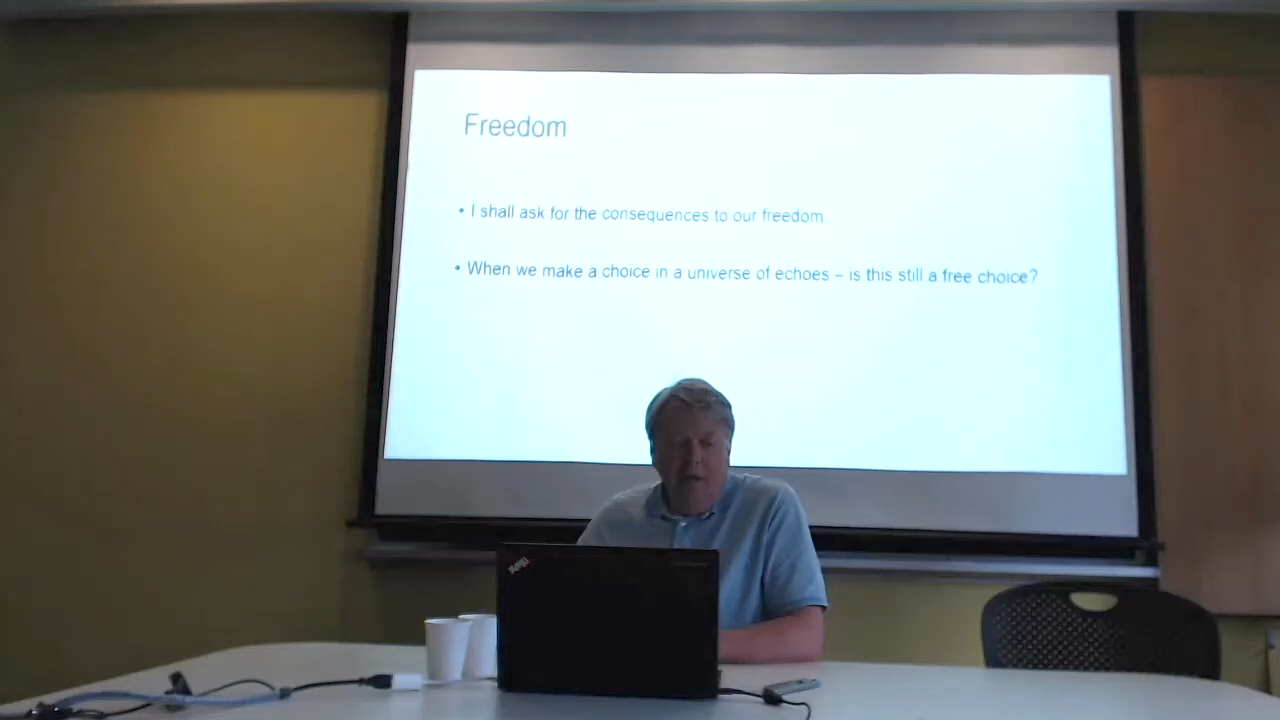 Freedom
• I shall ask for the consequences to our freedom
• When we make a choice in a universe of echoes – is this still a free choice?
ThinkPad